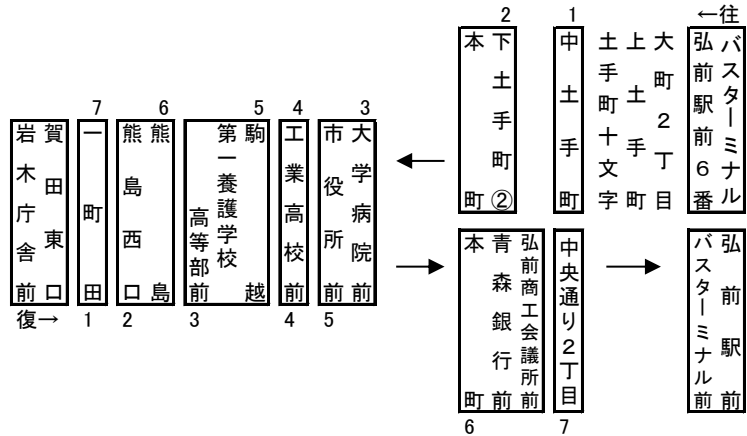 ←往
バスターミナル
弘前駅前6番
大町2丁目
上土手町
土手町十文字
1
中土手町
2
下土手町②
本町
3
大学病院前
市役所前
4
工業高校前
5
駒越
第一養護学校
高等部前
6
熊島
熊島西口
7
一町田
賀田東口
岩木庁舎前
復→
1
2
3
4
5
本町
青森銀行前
弘前商工会議所前
6
中央通り2丁目
7
弘前駅前
バスターミナル前